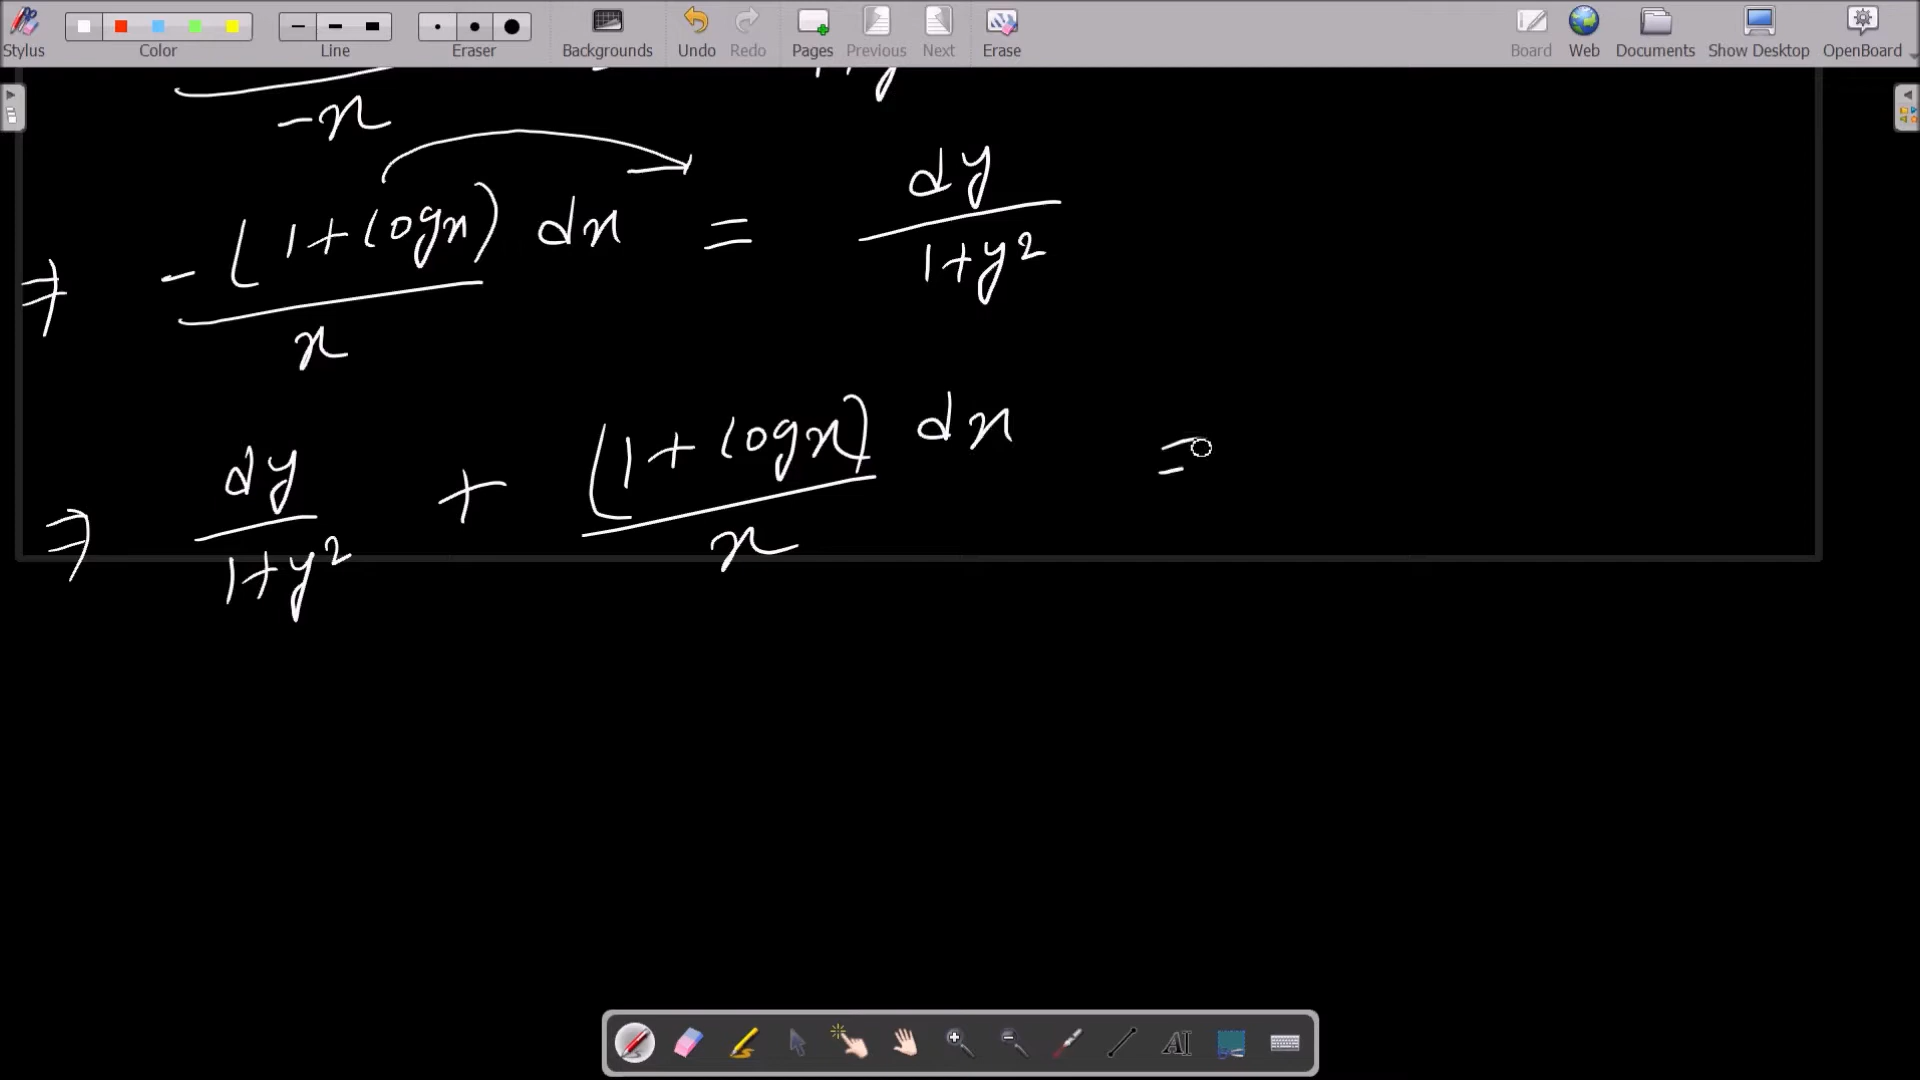 Stylus Color Line Eraser Backgrounds Undo Redo Pages Previous Next Erase Board Web Documents Show Desktop OpenBoard
-x
⇒ -(1+logx)/x dx = dy/1+y²
⇒ dy/1+y² + (1+logx)/x dx =